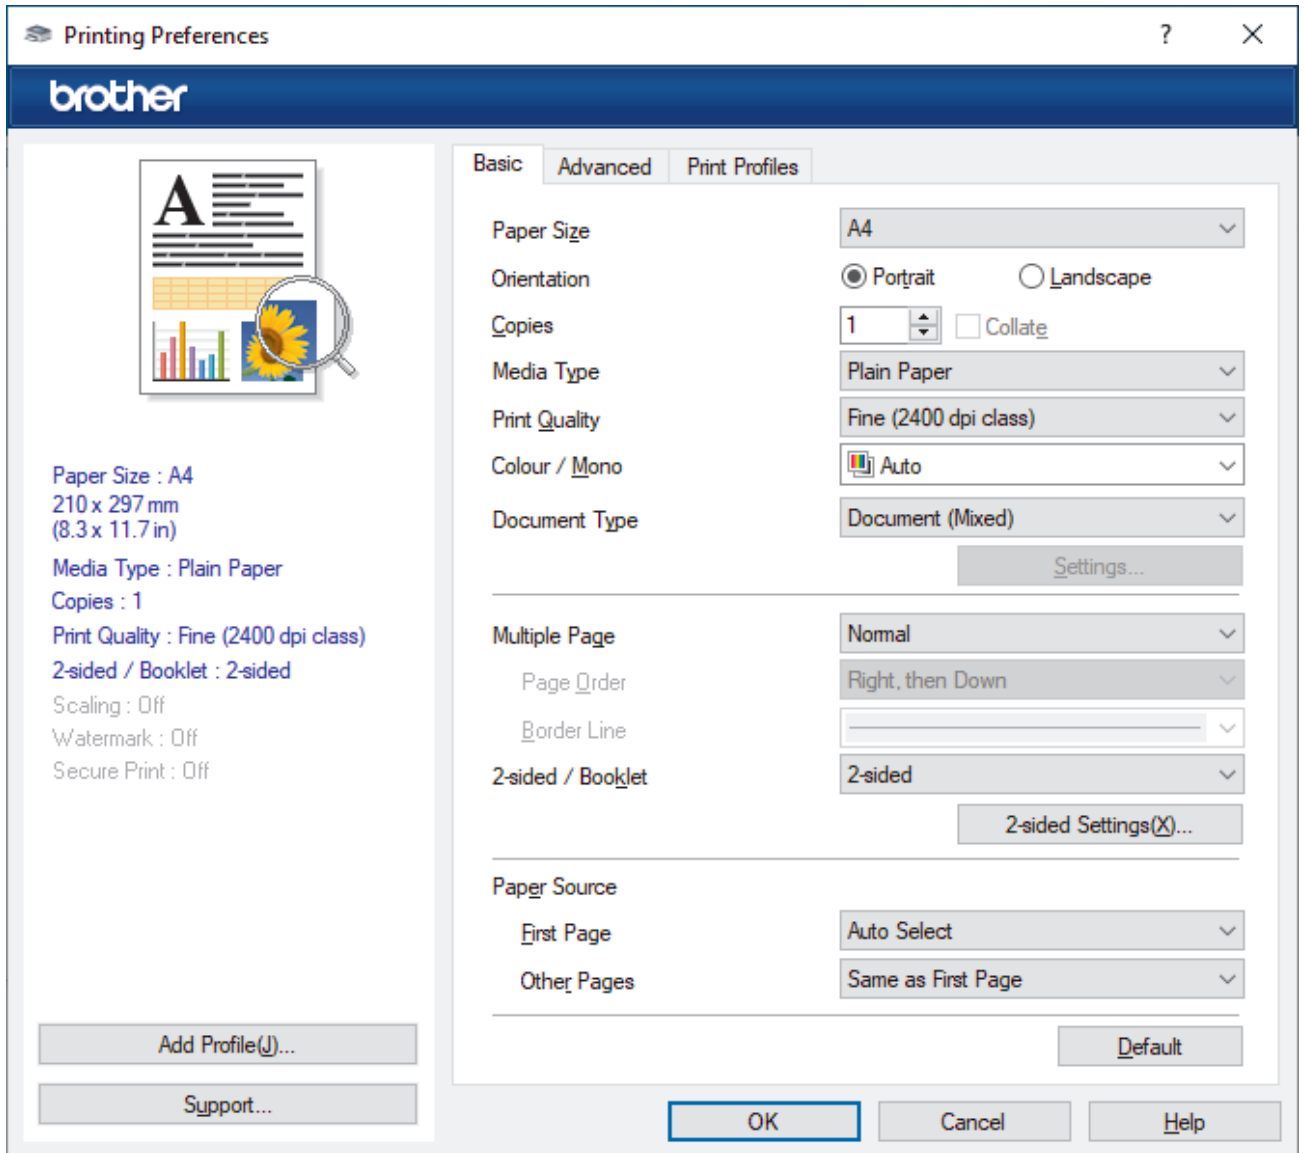 Printing Preferences
?
brother
A
Paper Size : A4
210 x 297 mm
(8.3 x 11.7 in)
Media Type : Plain Paper
Copies : 1
Print Quality : Fine (2400 dpi class)
2-sided / Booklet : 2-sided
Scaling : Off
Watermark : Off
Secure Print : Off
Add Profile(J)...
Support...
Basic Advanced Print Profiles
Paper Size A4
Orientation Portrait Landscape
Copies 1 Collate
Media Type Plain Paper
Print Quality Fine (2400 dpi class)
Colour / Mono Auto
Document Type Document (Mixed)
Settings...
Multiple Page Normal
Page Order Right, then Down
Border Line
2-sided / Booklet 2-sided
2-sided Settings(X)...
Paper Source
First Page Auto Select
Other Pages Same as First Page
Default
OK Cancel Help